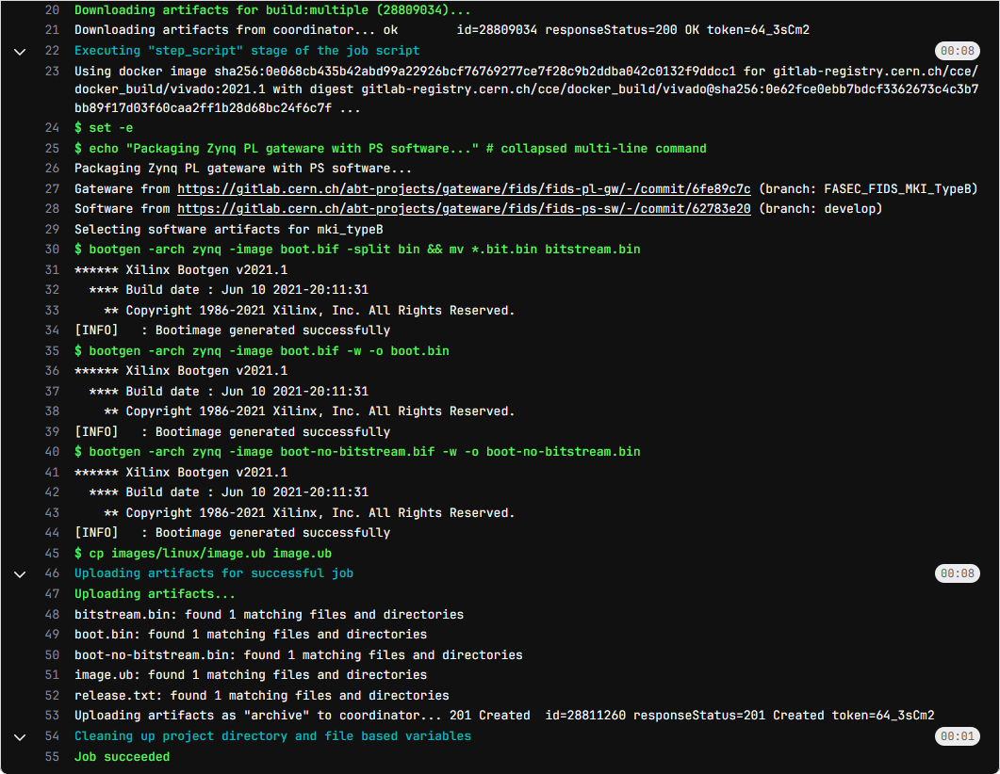 20 Downloading artifacts for build:multiple (28809034)...
21 Downloading artifacts from coordinator... ok        id=28809034 responseStatus=200 OK token=64_3sCm2
22 Executing "step_script" stage of the job script 00:08
23 Using docker image sha256:0e068cb435b42abd99a22926bcf76769277ce7f28c9b2ddba042c0132f9ddcc1 for gitlab-registry.cern.ch/cce/
docker_build/vivado:2021.1 with digest gitlab-registry.cern.ch/cce/docker_build/vivado@sha256:0e62fce0ebb7bdcf3362673c4c3b7
bb89f17d03f60caa2ff1b28d68bc24f6c7f ...
24 $ set -e
25 $ echo "Packaging Zynq PL gateware with PS software..." # collapsed multi-line command
26 Packaging Zynq PL gateware with PS software...
27 Gateware from https://gitlab.cern.ch/abt-projects/gateware/fids/fids-pl-gw/-/commit/6fe89c7c (branch: FASEC_FIDS_MKI_TypeB)
28 Software from https://gitlab.cern.ch/abt-projects/gateware/fids/fids-ps-sw/-/commit/62783e20 (branch: develop)
29 Selecting software artifacts for mki_typeB
30 $ bootgen -arch zynq -image boot.bif -split bin && mv *.bit.bin bitstream.bin
31 ****** Xilinx Bootgen v2021.1
32   **** Build date : Jun 10 2021-20:11:31
33     ** Copyright 1986-2021 Xilinx, Inc. All Rights Reserved.
34 [INFO]   : Bootimage generated successfully
35 $ bootgen -arch zynq -image boot.bif -w -o boot.bin
36 ****** Xilinx Bootgen v2021.1
37   **** Build date : Jun 10 2021-20:11:31
38     ** Copyright 1986-2021 Xilinx, Inc. All Rights Reserved.
39 [INFO]   : Bootimage generated successfully
40 $ bootgen -arch zynq -image boot-no-bitstream.bif -w -o boot-no-bitstream.bin
41 ****** Xilinx Bootgen v2021.1
42   **** Build date : Jun 10 2021-20:11:31
43     ** Copyright 1986-2021 Xilinx, Inc. All Rights Reserved.
44 [INFO]   : Bootimage generated successfully
45 $ cp images/linux/image.ub image.ub
46 Uploading artifacts for successful job 00:08
47 Uploading artifacts...
48 bitstream.bin: found 1 matching files and directories
49 boot.bin: found 1 matching files and directories
50 boot-no-bitstream.bin: found 1 matching files and directories
51 image.ub: found 1 matching files and directories
52 release.txt: found 1 matching files and directories
53 Uploading artifacts as "archive" to coordinator... 201 Created  id=28811260 responseStatus=201 Created token=64_3sCm2
54 Cleaning up project directory and file based variables 00:01
55 Job succeeded